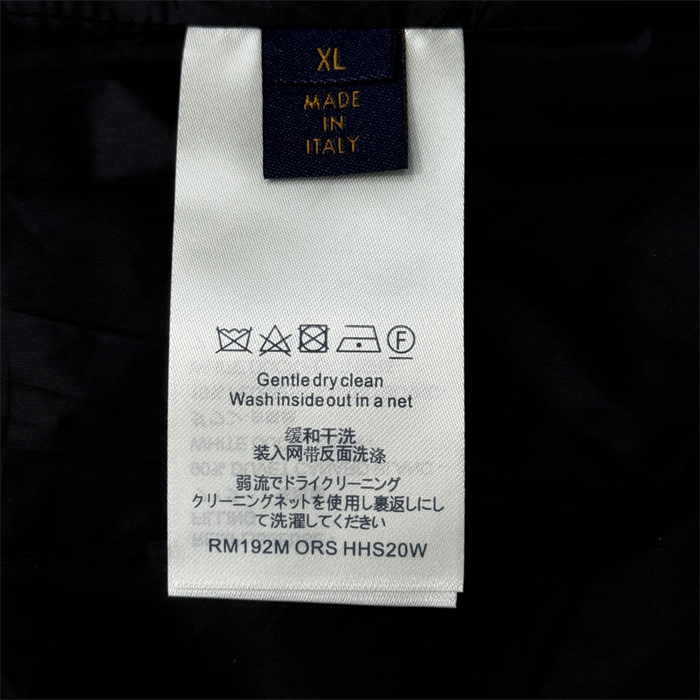 XL
MADE
IN
ITALY
F
Gentle dry clean
Wash inside out in a net
缓和干洗
装入网带反面洗涤
弱流でドライクリーニング
クリーニングネットを使用し裏返しにし
て洗濯してください
RM192M ORS HHS20W